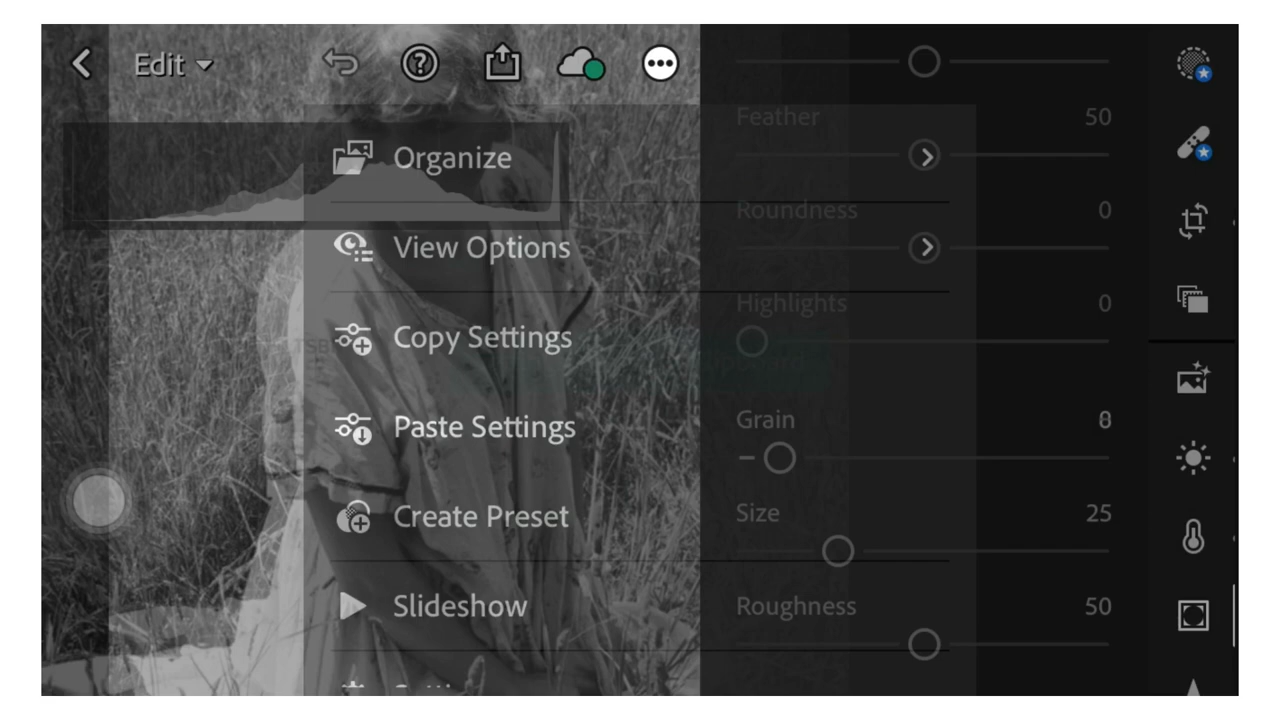 Edit
Organize
View Options
Copy Settings
Paste Settings
Create Preset
Slideshow
Feather 50
Roundness 0
Highlights 0
Grain 8
Size 25
Roughness 50